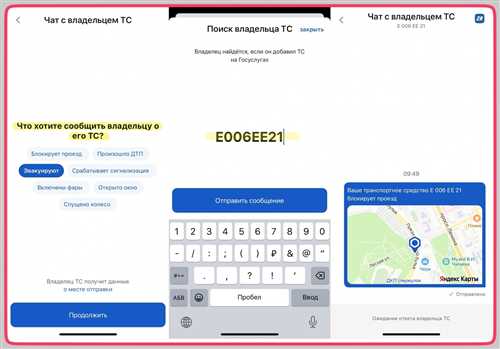 Чат с владельцем ТС
Что хотите сообщить владельцу о
его ТС?
Блокирует проезд
Произошло ДТП
Эвакуируют
Срабатывает сигнализация
Включены фары
Открыто окно
Спущено колесо
Владелец ТС получит данные
о месте отправки
Продолжить
Поиск владельца ТС
закрыть
Владелец найдётся, если он добавил ТС
на Госуслугах
E006EE21
Отправить сообщение
1 2 3 4 5 6 7 8 9 0
- / : ; ( ) ₽ & @ "
#+= . , ? ! '
АБВ Пробел Ввод
Чат с владельцем ТС
E 006 EE 21
09:49
Ваше транспортное средство E 006 EE 21
Блокирует проезд
Яндекс Карты
Отправлено
Ожидание ответа владельца ТС